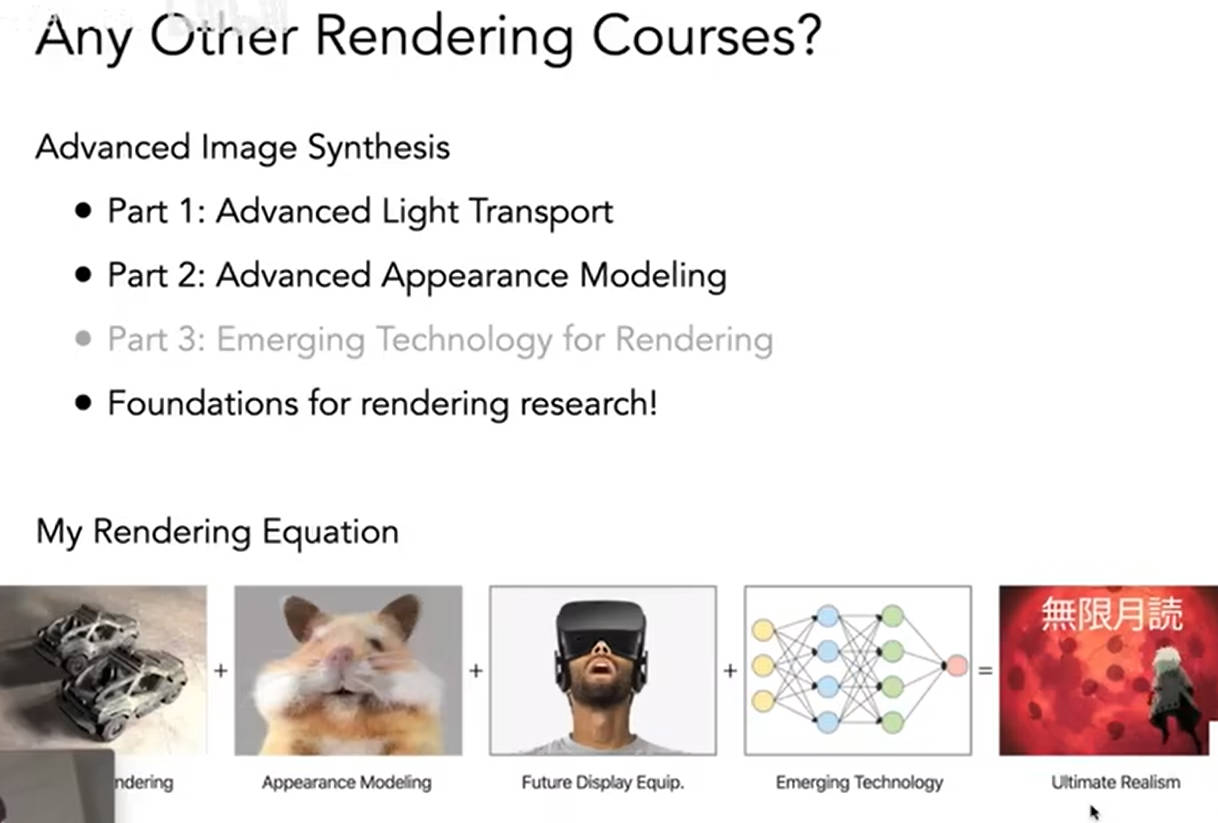 Any Other Rendering Courses?
Advanced Image Synthesis
• Part 1: Advanced Light Transport
• Part 2: Advanced Appearance Modeling
• Part 3: Emerging Technology for Rendering
• Foundations for rendering research!
My Rendering Equation
+ + + =
無限月読
Appearance Modeling
Future Display Equip.
Emerging Technology
Ultimate Realism